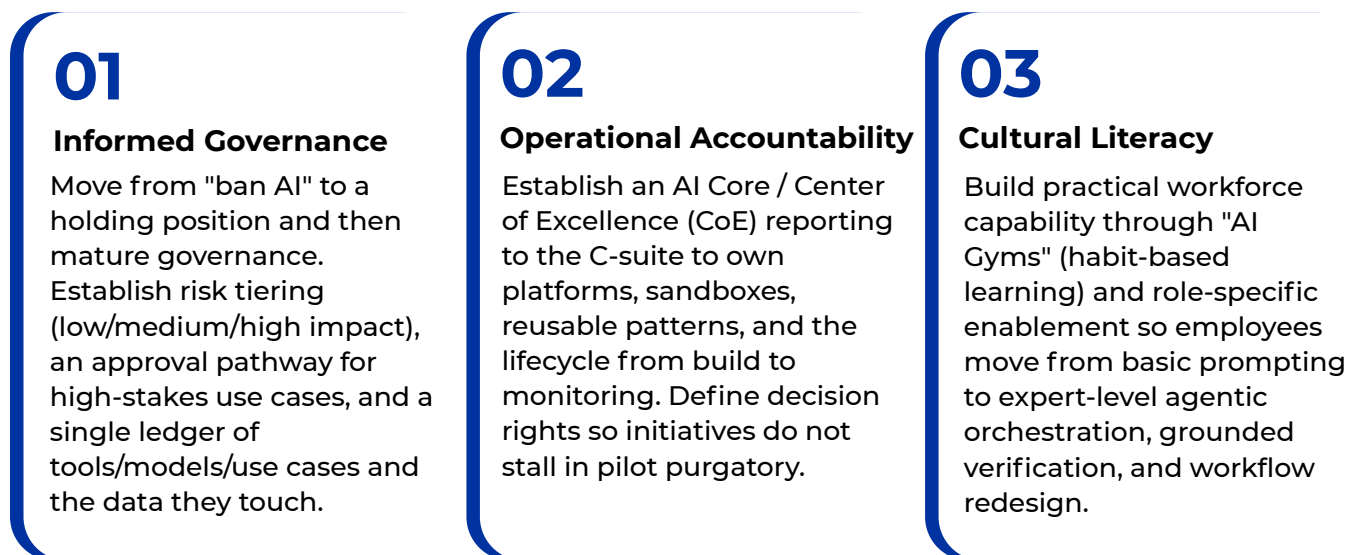 01
Informed Governance
Move from "ban AI" to a
holding position and then
mature governance.
Establish risk tiering
(low/medium/high impact),
an approval pathway for
high-stakes use cases, and a
single ledger of
tools/models/use cases and
the data they touch.
02
Operational Accountability
Establish an AI Core / Center
of Excellence (CoE) reporting
to the C-suite to own
platforms, sandboxes,
reusable patterns, and the
lifecycle from build to
monitoring. Define decision
rights so initiatives do not
stall in pilot purgatory.
03
Cultural Literacy
Build practical workforce
capability through "AI
Gyms" (habit-based
learning) and role-specific
enablement so employees
move from basic prompting
to expert-level agentic
orchestration, grounded
verification, and workflow
redesign.